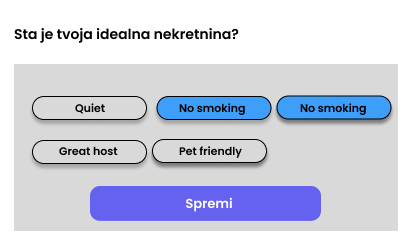 Sta je tvoja idealna nekretnina?
Quiet No smoking No smoking
Great host Pet friendly
Spremi